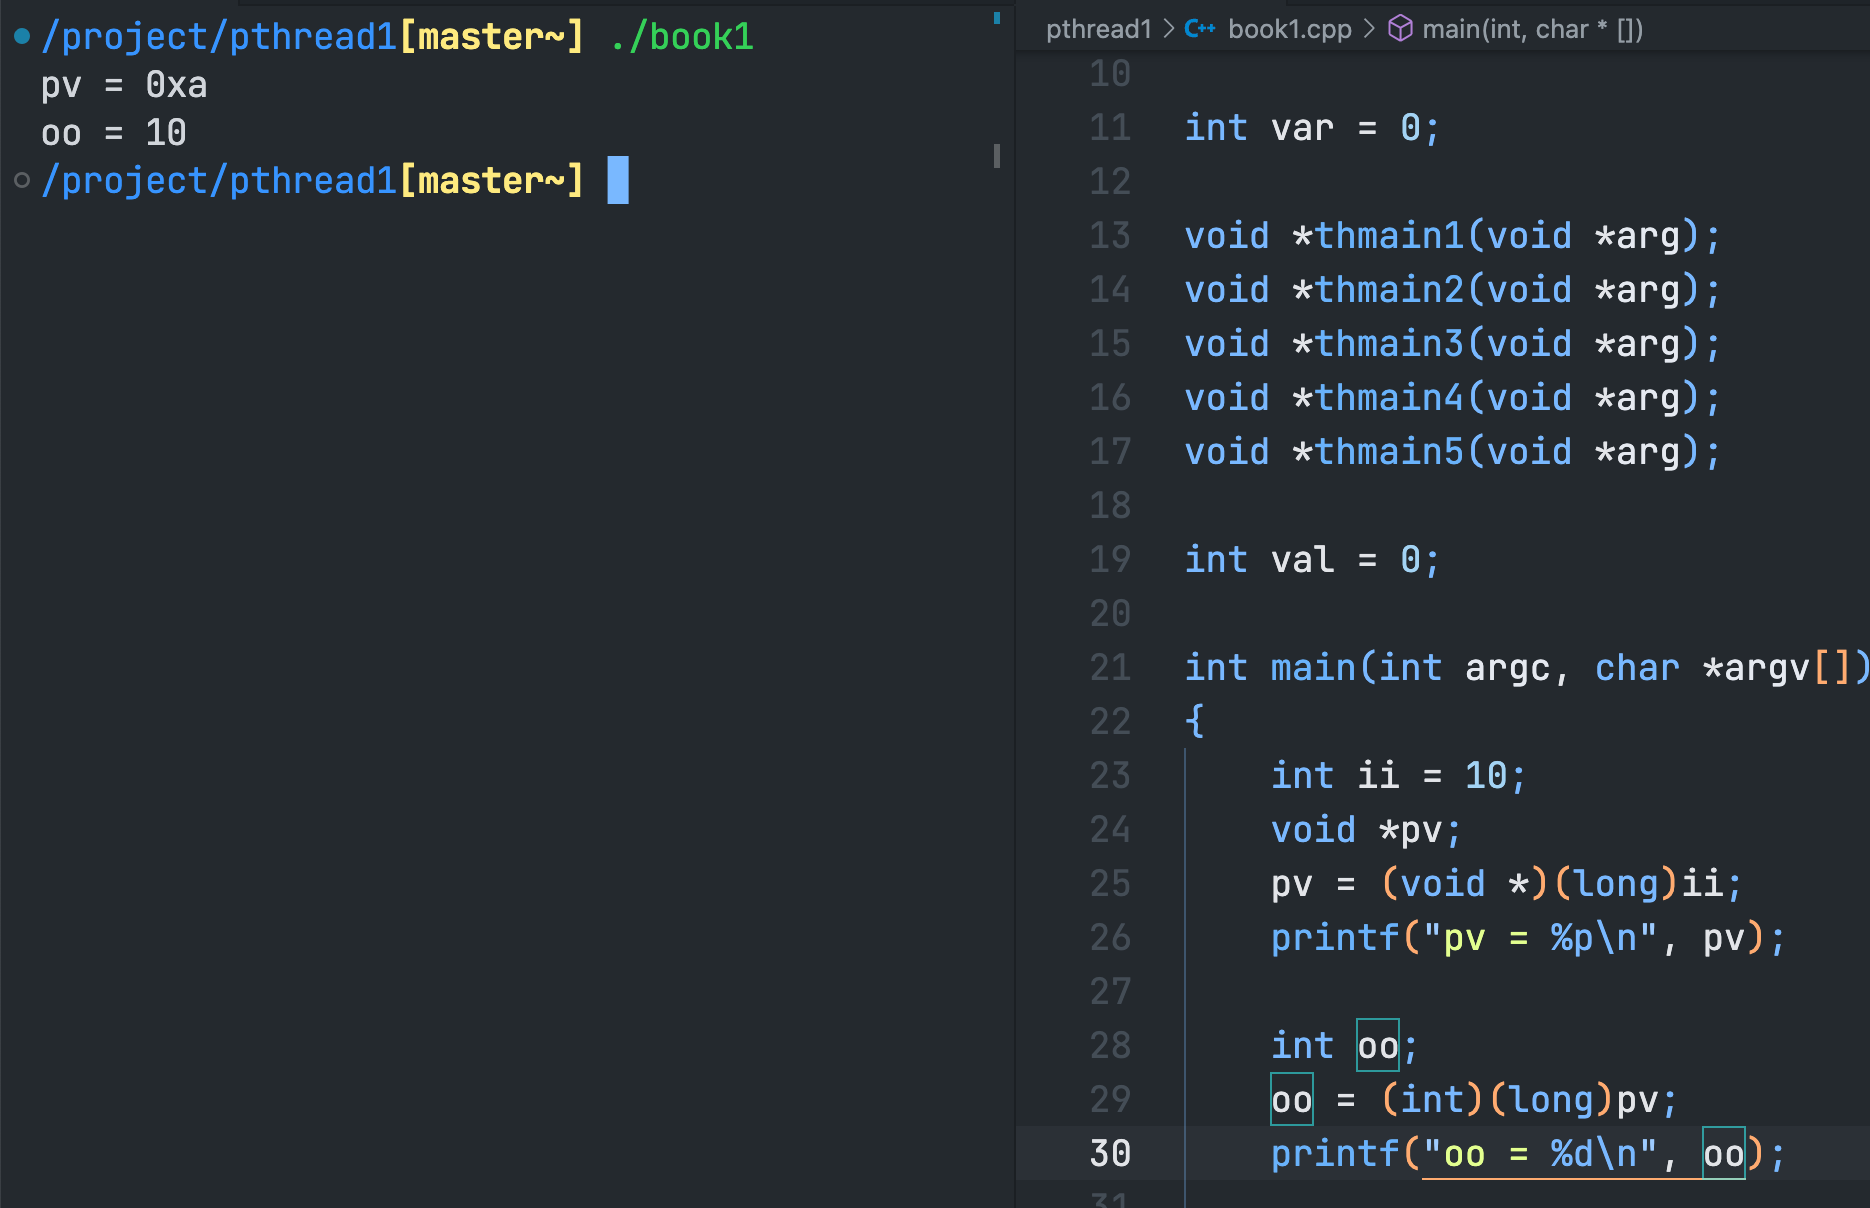 /project/pthread1[master~] ./book1
pv = 0xa
oo = 10
/project/pthread1[master~]
pthread1 > C++ book1.cpp > main(int, char * [])
10
11 int var = 0;
12
13 void *thmain1(void *arg);
14 void *thmain2(void *arg);
15 void *thmain3(void *arg);
16 void *thmain4(void *arg);
17 void *thmain5(void *arg);
18
19 int val = 0;
20
21 int main(int argc, char *argv[])
22 {
23 int ii = 10;
24 void *pv;
25 pv = (void *)(long)ii;
26 printf("pv = %p\n", pv);
27
28 int oo;
29 oo = (int)(long)pv;
30 printf("oo = %d\n", oo);
31